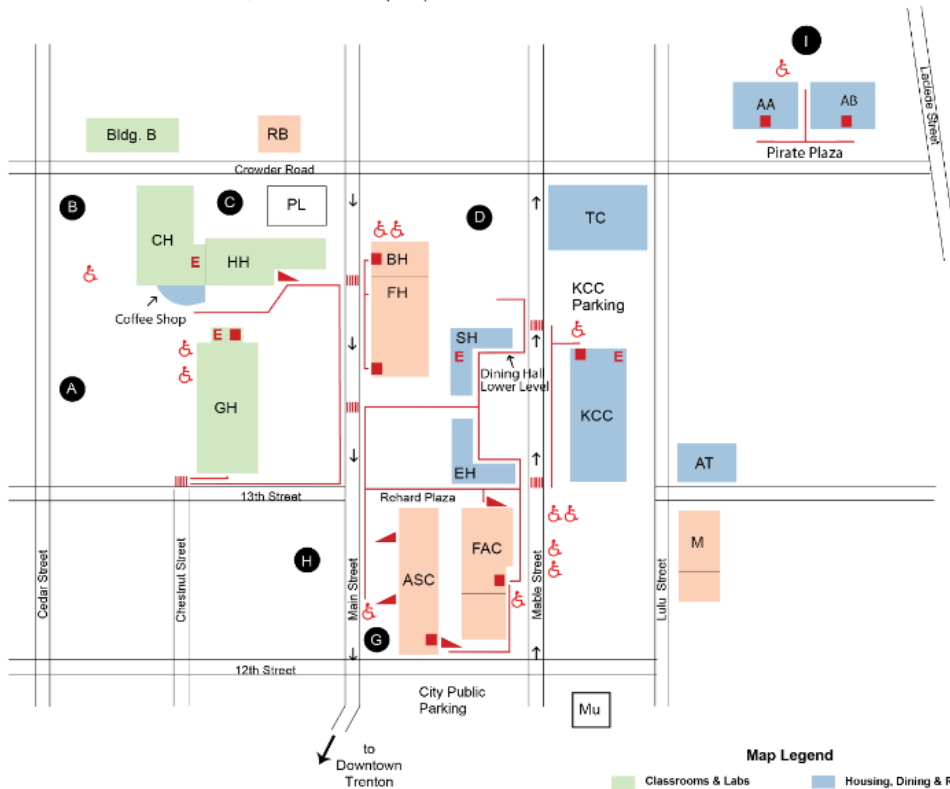 I
Laclede Street
AA
AB
Bldg. B
RB
Pirate Plaza
Crowder Road
B
C
PL
D
TC
CH
E
HH
BH
FH
KCC
Parking
Coffee Shop
E
SH
E
Dining Hall
Lower Level
E
A
GH
KCC
EH
AT
13th Street
Rehard Plaza
Cedar Street
Chestnut Street
H
Main Street
ASC
FAC
Mable Street
Lulu Street
M
G
12th Street
City Public
Parking
Mu
to
Downtown
Trenton
Map Legend
Classrooms & Labs
Housing, Dining & R